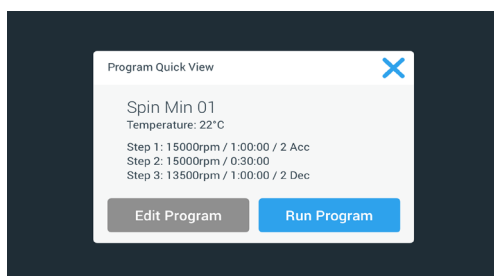 Program Quick View
Spin Min 01
Temperature: 22°C
Step 1: 15000rpm / 1:00:00 / 2 Acc
Step 2: 15000rpm / 0:30:00
Step 3: 13500rpm / 1:00:00 / 2 Dec
Edit Program
Run Program